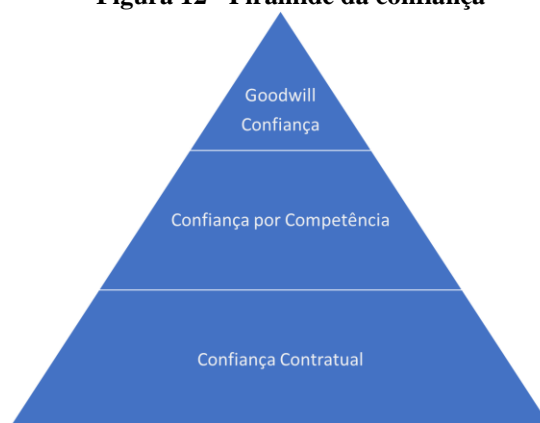 Figura 12 - Pirâmide da confiança
Goodwill
Confiança
Confiança por Competência
Confiança Contratual